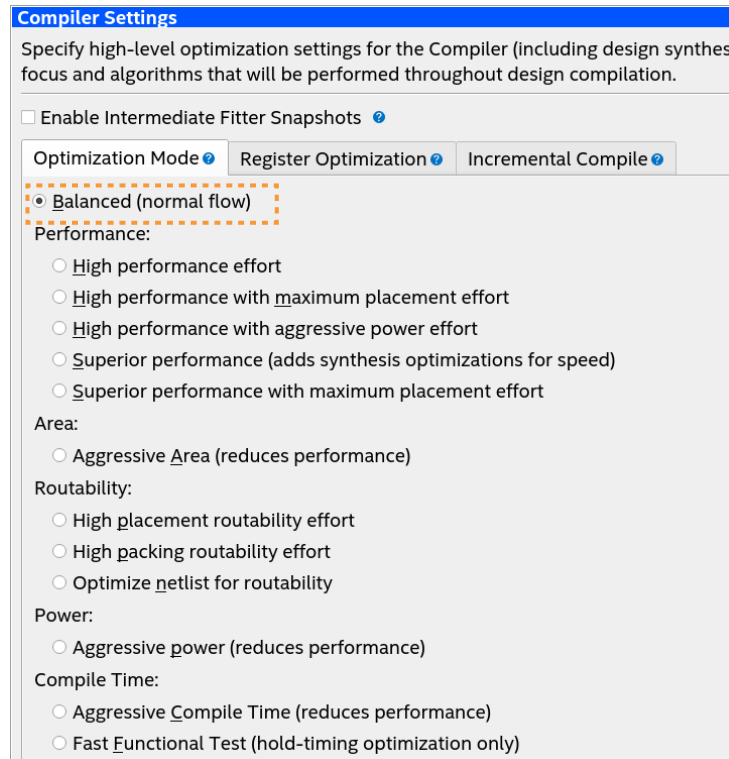 Compiler Settings
Specify high-level optimization settings for the Compiler (including design synthes
focus and algorithms that will be performed throughout design compilation.
Enable Intermediate Fitter Snapshots ?
Optimization Mode ? Register Optimization ? Incremental Compile ?
Balanced (normal flow)
Performance:
High performance effort
High performance with maximum placement effort
High performance with aggressive power effort
Superior performance (adds synthesis optimizations for speed)
Superior performance with maximum placement effort
Area:
Aggressive Area (reduces performance)
Routability:
High placement routability effort
High packing routability effort
Optimize netlist for routability
Power:
Aggressive power (reduces performance)
Compile Time:
Aggressive Compile Time (reduces performance)
Fast Functional Test (hold-timing optimization only)